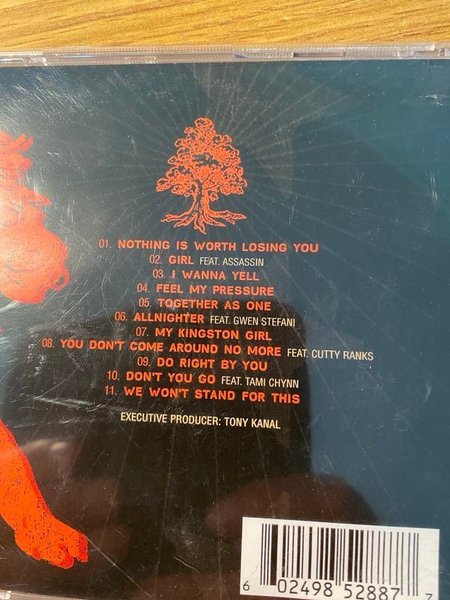 01. NOTHING IS WORTH LOSING YOU
02. GIRL FEAT. ASSASSIN
03. I WANNA YELL
04. FEEL MY PRESSURE
05. TOGETHER AS ONE
06. ALLNIGHTER FEAT. GWEN STEFANI
07. MY KINGSTON GIRL
08. YOU DON'T COME AROUND NO MORE FEAT. CUTTY RANKS
09. DO RIGHT BY YOU
10. DON'T YOU GO FEAT. TAMI CHYNN
11. WE WON'T STAND FOR THIS
EXECUTIVE PRODUCER: TONY KANAL
6 02498 52887 7